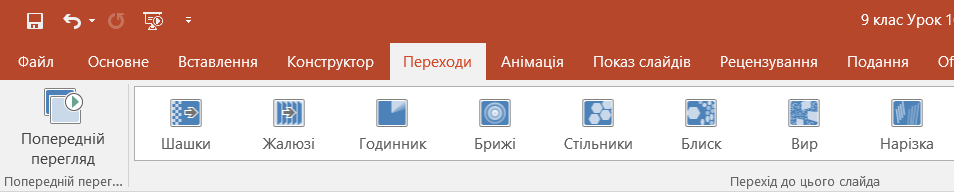 9 клас Урок 1
Файл Основне Вставлення Конструктор Переходи Анімація Показ слайдів Рецензування Подання Of
Попередній
перегляд
Шашки Жалюзі Годинник Брижі Стільники Блиск Вир Нарізка
Попередній перег... Перехід до цього слайда